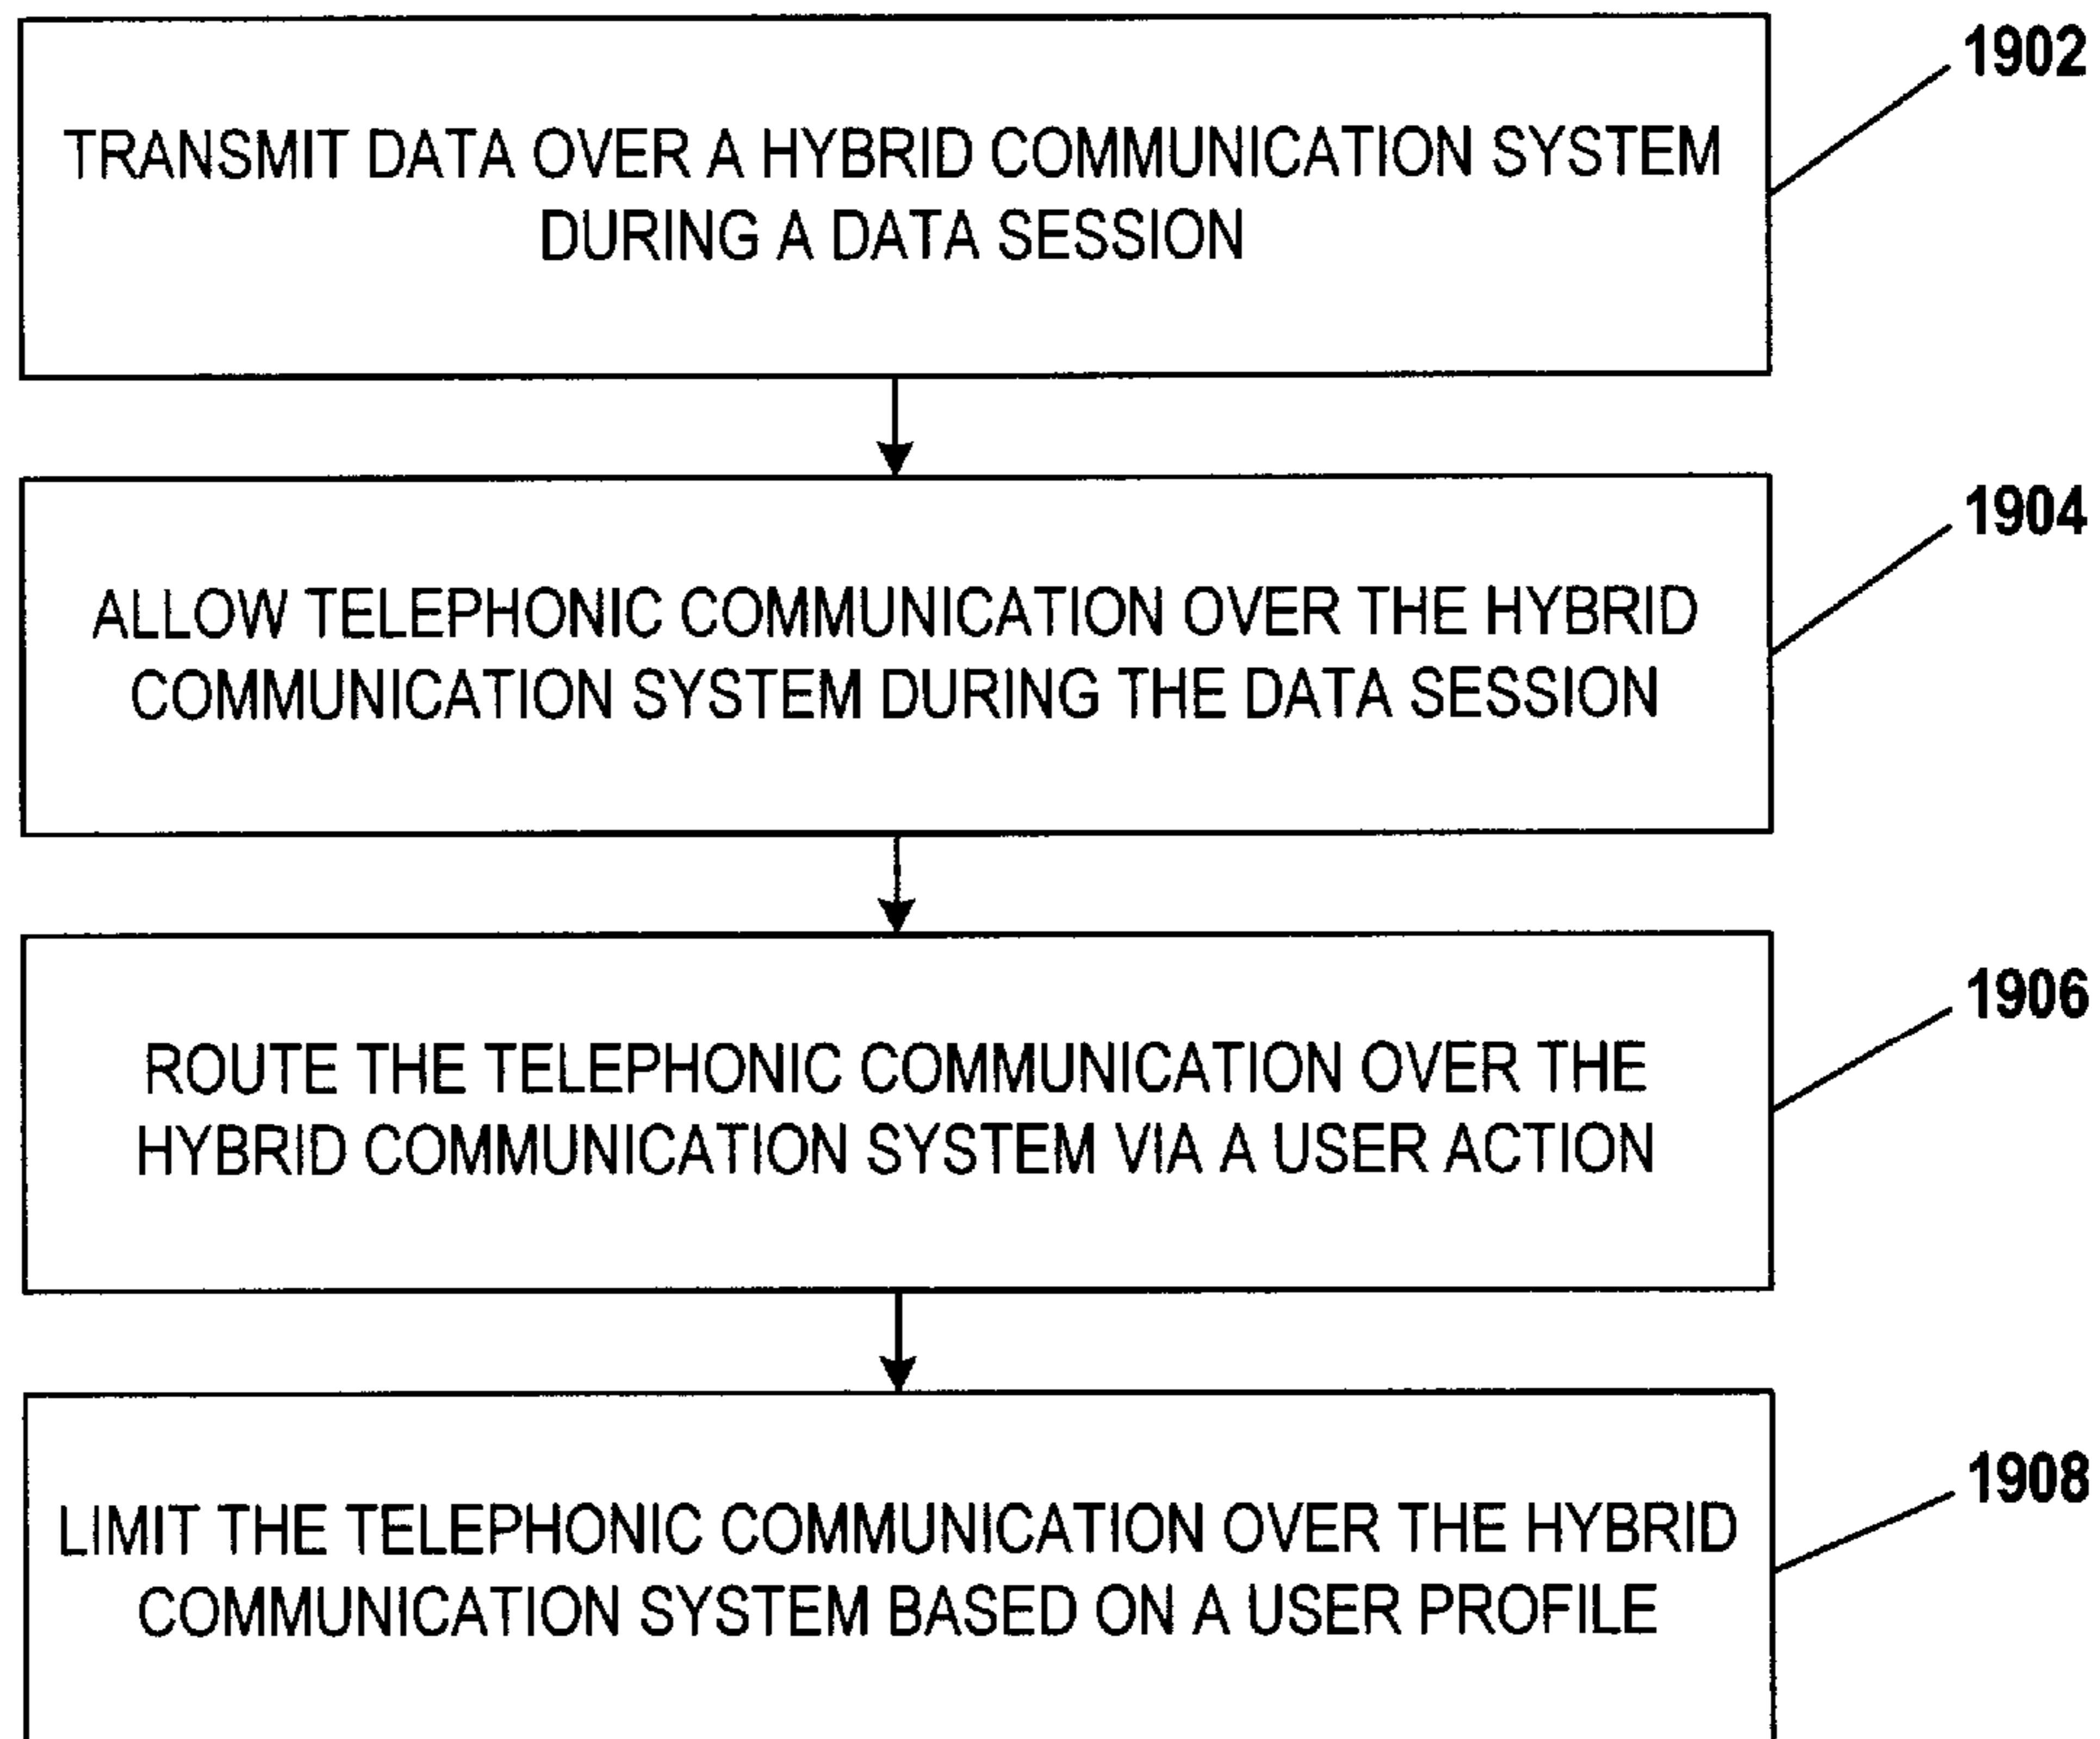 1902
TRANSMIT DATA OVER A HYBRID COMMUNICATION SYSTEM
DURING A DATA SESSION
1904
ALLOW TELEPHONIC COMMUNICATION OVER THE HYBRID
COMMUNICATION SYSTEM DURING THE DATA SESSION
1906
ROUTE THE TELEPHONIC COMMUNICATION OVER THE
HYBRID COMMUNICATION SYSTEM VIA A USER ACTION
1908
LIMIT THE TELEPHONIC COMMUNICATION OVER THE HYBRID
COMMUNICATION SYSTEM BASED ON A USER PROFILE